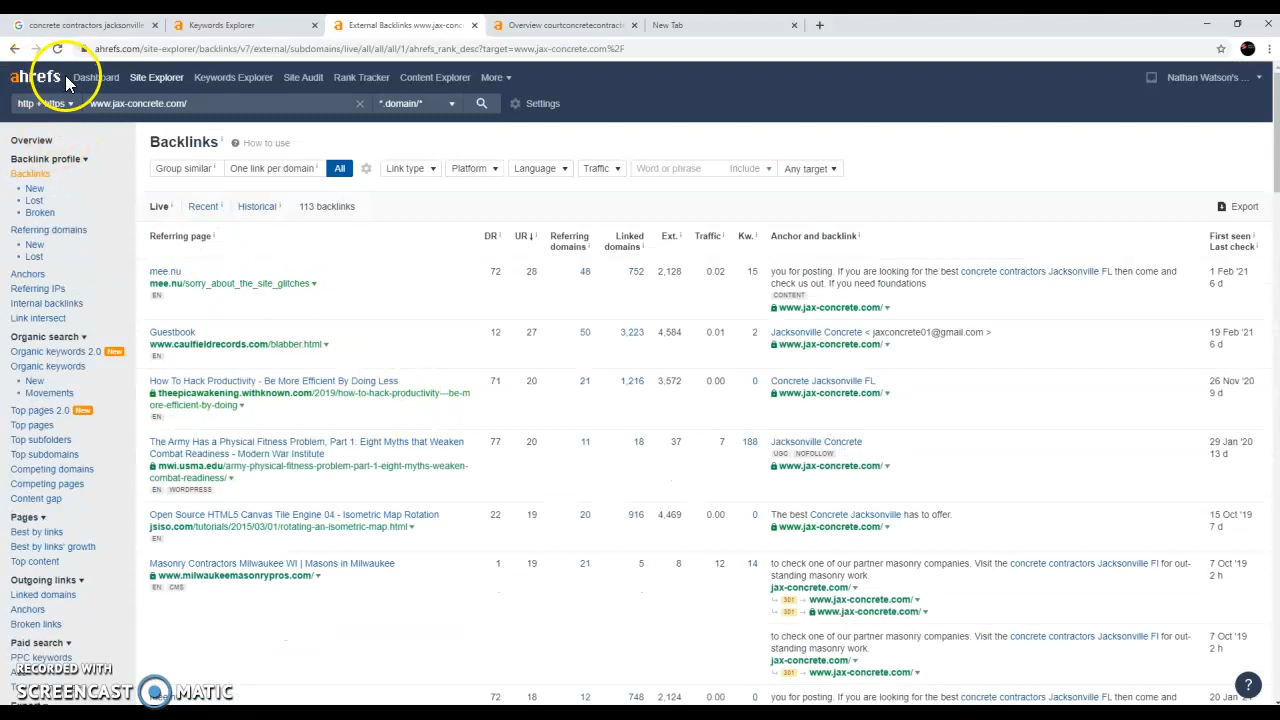 concrete contractors jacksonville
Keywords Explorer
External Backlinks www.jax-conc
Overview courtconcretecontract
New Tab
ahrefs.com/site-explorer/backlinks/v7/external/subdomains/live/all/all/all/1/ahrefs_rank_desc?target=www.jax-concrete.com%2F
ahrefs Dashboard Site Explorer Keywords Explorer Site Audit Rank Tracker Content Explorer More Nathan Watson's ...
http + https www.jax-concrete.com/ *.domain/* Settings
Overview
Backlink profile
Backlinks
New
Lost
Broken
Referring domains
New
Lost
Anchors
Referring IPs
Internal backlinks
Link intersect
Organic search
Organic keywords 2.0 New
Organic keywords
New
Movements
Top pages 2.0 New
Top pages
Top subfolders
Top subdomains
Competing domains
Competing pages
Content gap
Pages
Best by links
Best by links' growth
Top content
Outgoing links
Linked domains
Anchors
Broken links
Paid search
PPC keywords
RECORDED WITH
SCREENCAST MATIC
Backlinks How to use
Group similar One link per domain All Link type Platform Language Traffic Word or phrase Include Any target
Live Recent Historical 113 backlinks Export
Referring page DR UR Referring domains Linked domains Ext. Traffic Kw. Anchor and backlink First seen Last check
mee.nu 72 28 48 752 2,128 0.02 15 you for posting. If you are looking for the best concrete contractors Jacksonville FL then come and 1 Feb '21
mee.nu/sorry_about_the_site_glitches check us out. If you need foundations 6 d
EN CONTENT
www.jax-concrete.com/
Guestbook 12 27 50 3,223 4,584 0.01 2 Jacksonville Concrete < jaxconcrete01@gmail.com > 19 Feb '21
www.caulfieldrecords.com/blabber.html www.jax-concrete.com/ 6 d
EN
How To Hack Productivity - Be More Efficient By Doing Less 71 20 21 1,216 3,572 0.00 0 Concrete Jacksonville FL 26 Nov '20
theepicawakening.withknown.com/2019/how-to-hack-productivity---be-m www.jax-concrete.com/ 9 d
ore-efficient-by-doing
EN
The Army Has a Physical Fitness Problem, Part 1: Eight Myths that Weaken 77 20 11 18 37 7 188 Jacksonville Concrete 29 Jan '20
Combat Readiness - Modern War Institute UGC NOFOLLOW 13 d
mwi.usma.edu/army-physical-fitness-problem-part-1-eight-myths-weaken- www.jax-concrete.com/
combat-readiness/
EN WORDPRESS
Open Source HTML5 Canvas Tile Engine 04 - Isometric Map Rotation 22 19 20 916 4,469 0.00 0 The best Concrete Jacksonville has to offer. 15 Oct '19
jsiso.com/tutorials/2015/03/01/rotating-an-isometric-map.html www.jax-concrete.com/ 7 d
EN
Masonry Contractors Milwaukee WI | Masons in Milwaukee 1 19 21 5 8 12 14 to check one of our partner masonry companies. Visit the concrete contractors Jacksonville Fl for out- 7 Oct '19
www.milwaukeemasonrypros.com/ standing masonry work. 2 h
EN CMS jax-concrete.com/
301 www.jax-concrete.com/
301 www.jax-concrete.com/
to check one of our partner masonry companies. Visit the concrete contractors Jacksonville Fl for out- 7 Oct '19
standing masonry work. 2 h
jax-concrete.com/
301 www.jax-concrete.com/
72 18 12 748 2,124 0.00 0 you for posting. If you are looking for the best concrete contractors Jacksonville FL then come and